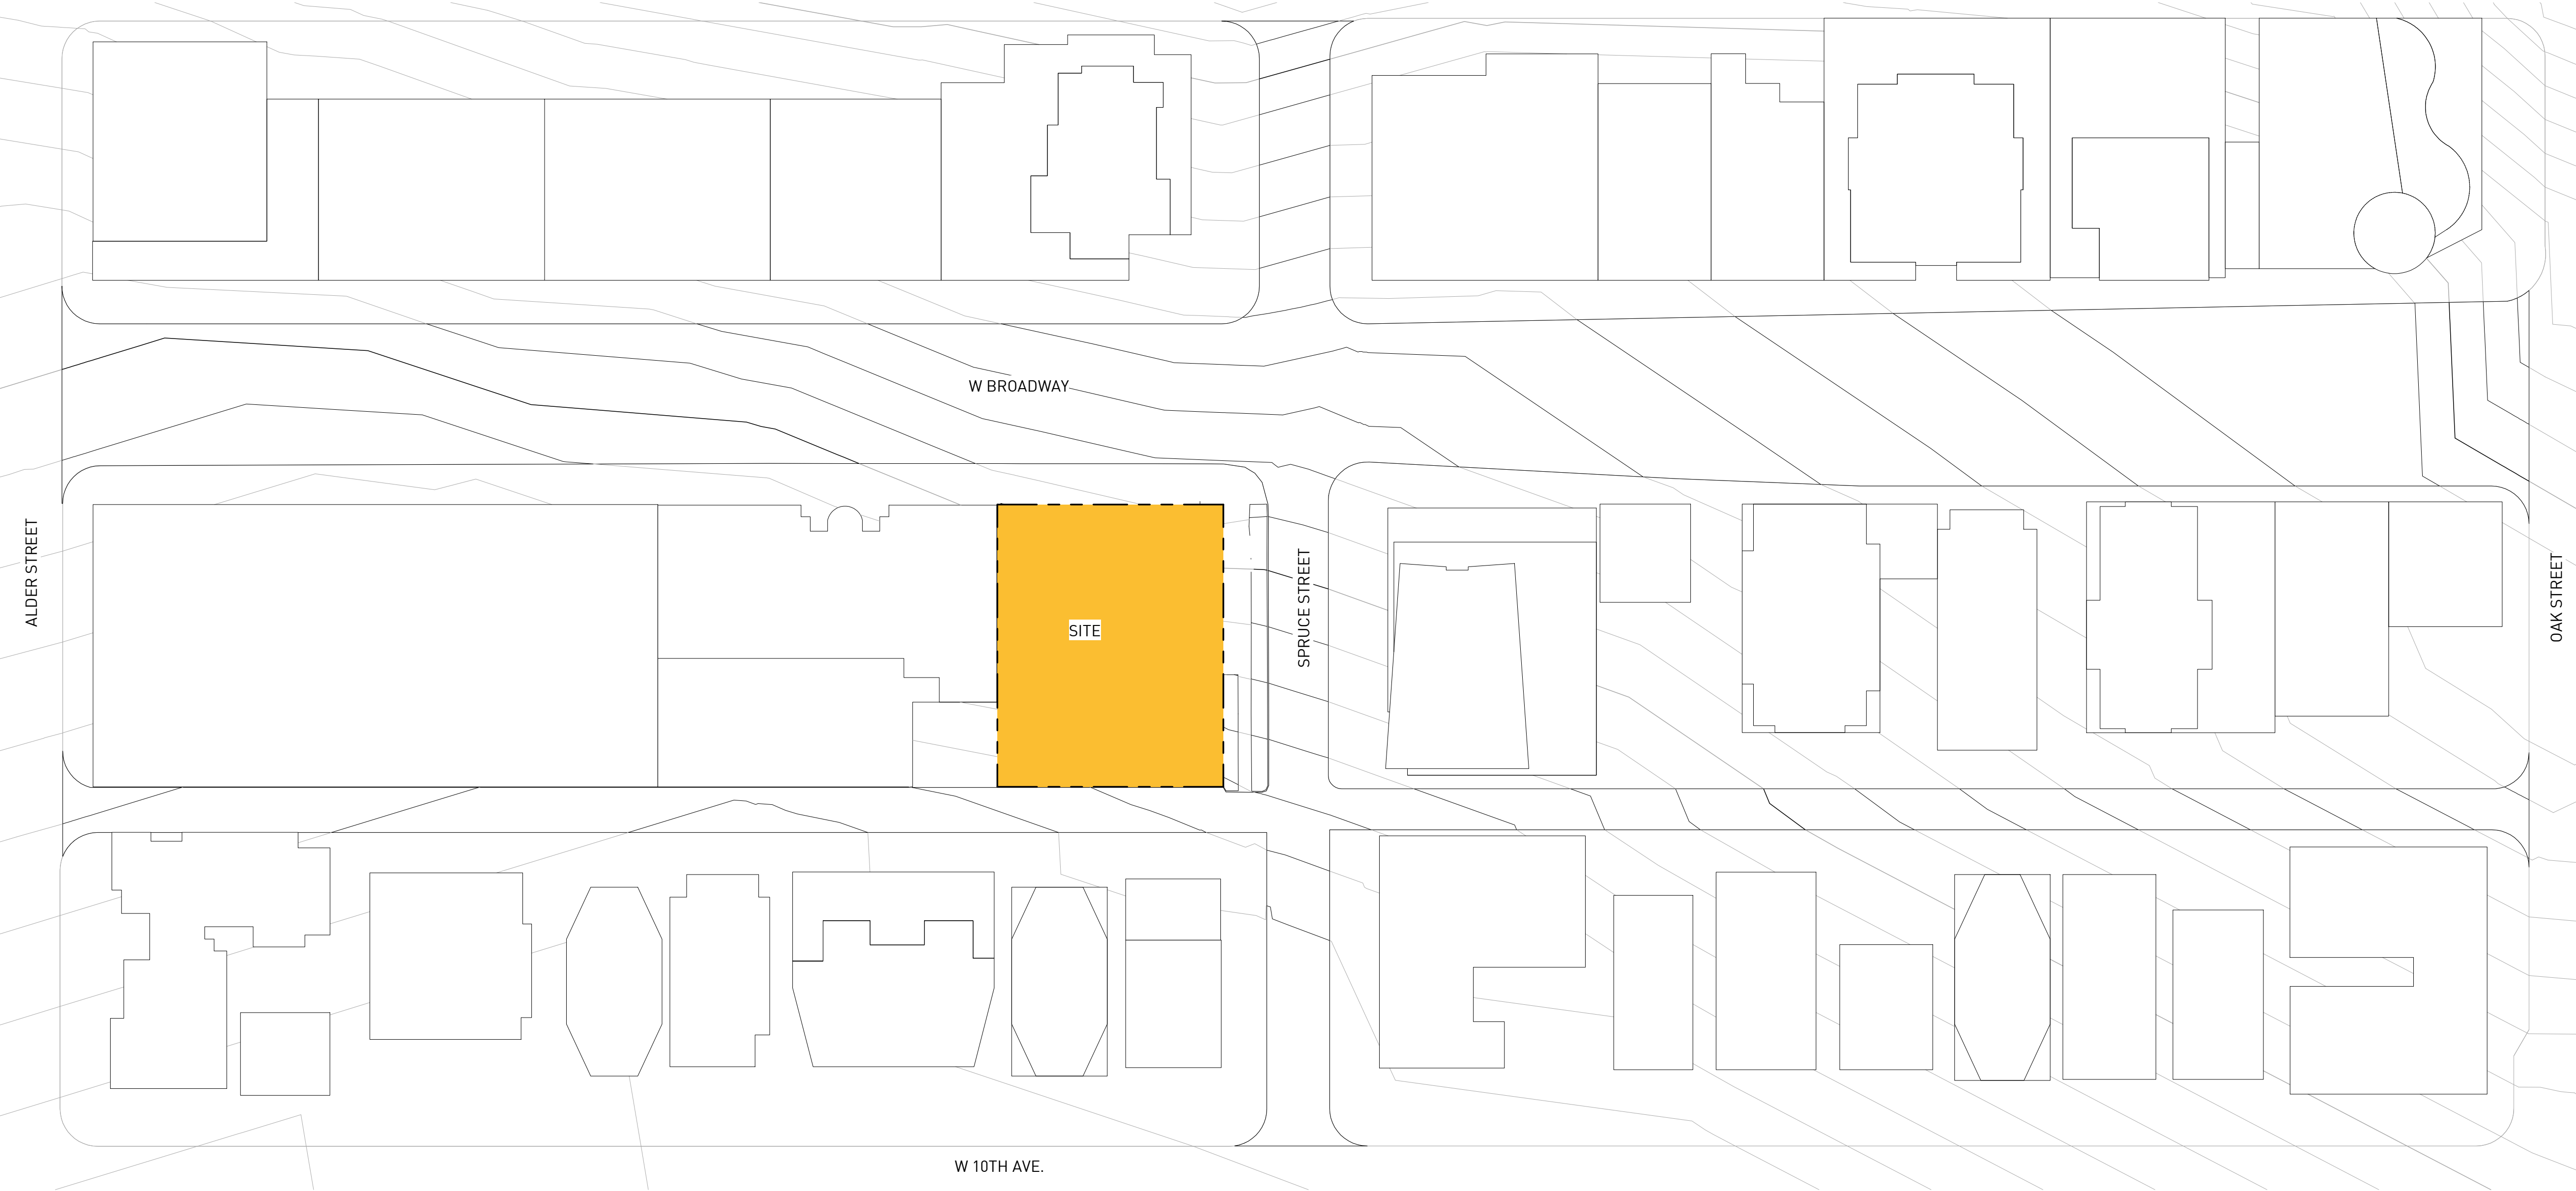 W BROADWAY
ALDER STREET
SITE
SPRUCE STREET
OAK STREET
W 10TH AVE.